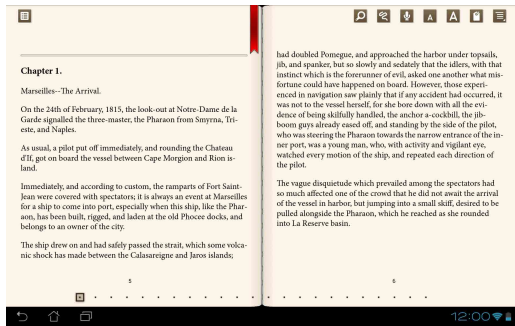 Chapter 1.
Marseilles--The Arrival.
On the 24th of February, 1815, the look-out at Notre-Dame de la
Garde signalled the three-master, the Pharaon from Smyrna, Tri-
este, and Naples.
As usual, a pilot put off immediately, and rounding the Chateau
d'If, got on board the vessel between Cape Morgion and Rion is-
land.
Immediately, and according to custom, the ramparts of Fort Saint-
Jean were covered with spectators; it is always an event at Marseilles
for a ship to come into port, especially when this ship, like the Phar-
aon, has been built, rigged, and laden at the old Phocee docks, and
belongs to an owner of the city.
The ship drew on and had safely passed the strait, which some volca-
nic shock has made between the Calasareigne and Jaros islands;
5
had doubled Pomegue, and approached the harbor under topsails,
jib, and spanker, but so slowly and sedately that the idlers, with that
instinct which is the forerunner of evil, asked one another what mis-
fortune could have happened on board. However, those experi-
enced in navigation saw plainly that if any accident had occurred, it
was not to the vessel herself, for she bore down with all the evi-
dence of being skilfully handled, the anchor a-cockbill, the jib-
boom guys already eased off, and standing by the side of the pilot,
who was steering the Pharaon towards the narrow entrance of the in-
ner port, was a young man, who, with activity and vigilant eye,
watched every motion of the ship, and repeated each direction of
the pilot.
The vague disquietude which prevailed among the spectators had
so much affected one of the crowd that he did not await the arrival
of the vessel in harbor, but jumping into a small skiff, desired to be
pulled alongside the Pharaon, which he reached as she rounded
into La Reserve basin.
6
A
A
12:00